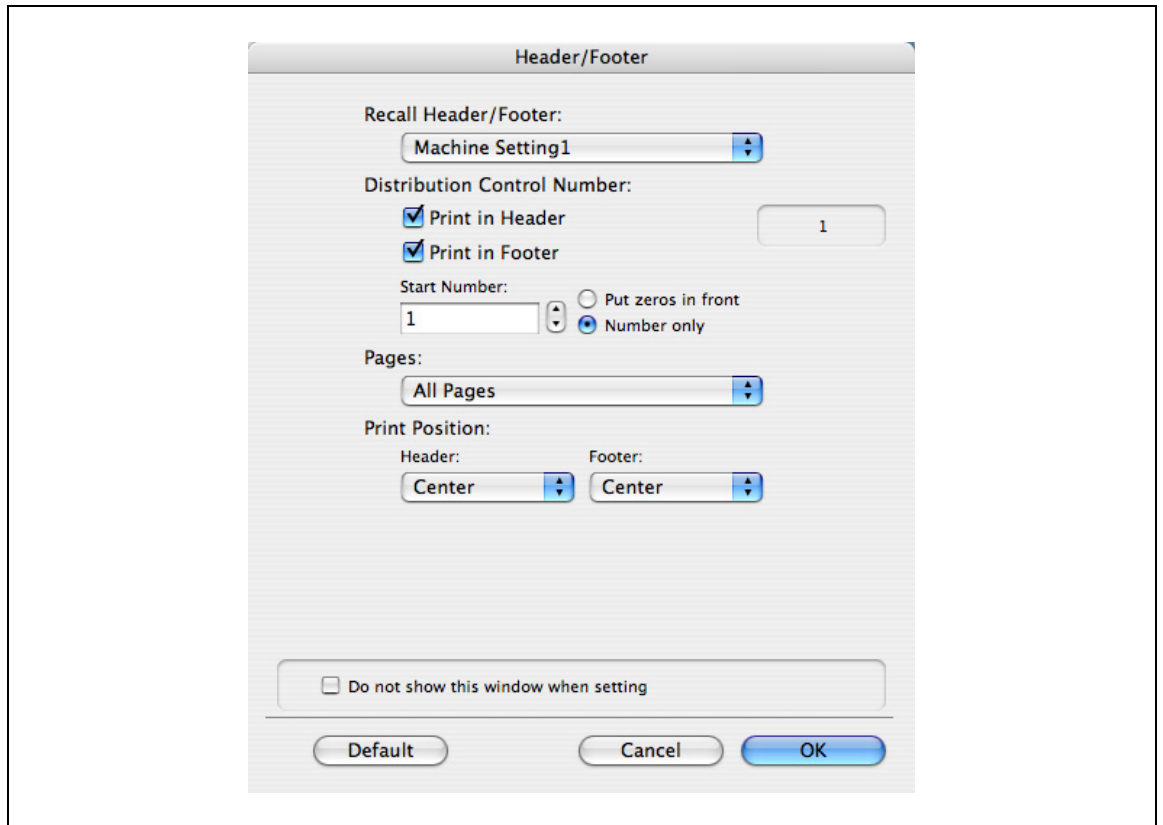 Header/Footer
Recall Header/Footer:
Machine Setting1
Distribution Control Number:
Print in Header
1
Print in Footer
Start Number:
Put zeros in front
1
Number only
Pages:
All Pages
Print Position:
Header: Footer:
Center Center
Do not show this window when setting
Default Cancel OK